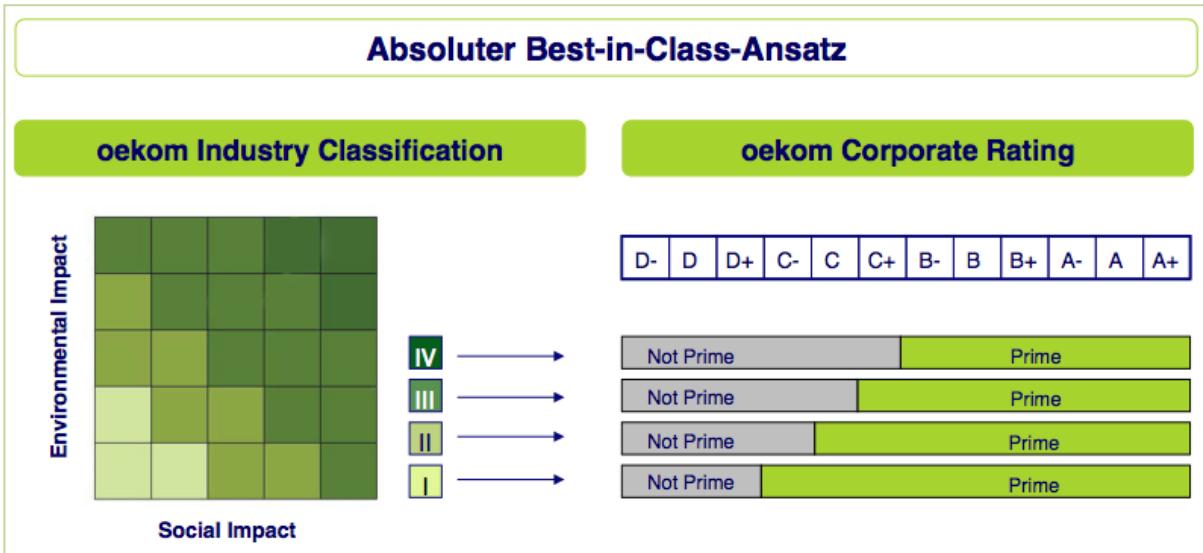 Absoluter Best-in-Class-Ansatz
oekom Industry Classification
oekom Corporate Rating
Environmental Impact
D- D D+ C- C C+ B- B B+ A- A A+
IV
Not Prime Prime
III
Not Prime Prime
II
Not Prime Prime
I
Not Prime Prime
Social Impact